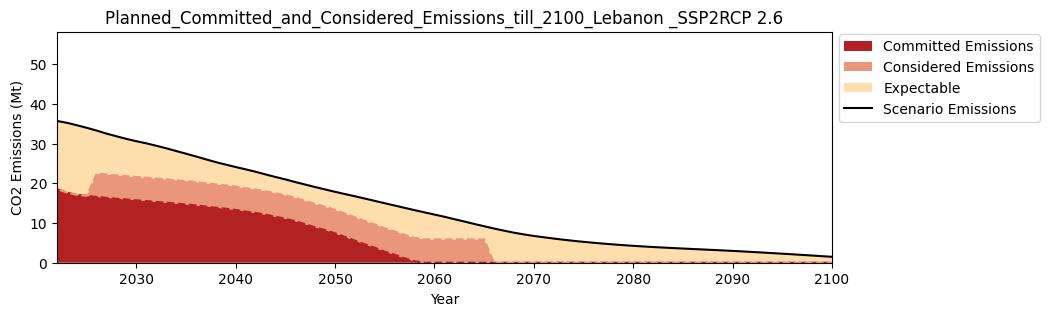 Planned_Committed_and_Considered_Emissions_till_2100_Lebanon _SSP2RCP 2.6
Committed Emissions
Considered Emissions
Expectable
Scenario Emissions
CO2 Emissions (Mt)
50
40
30
20
10
0
2030 2040 2050 2060 2070 2080 2090 2100
Year